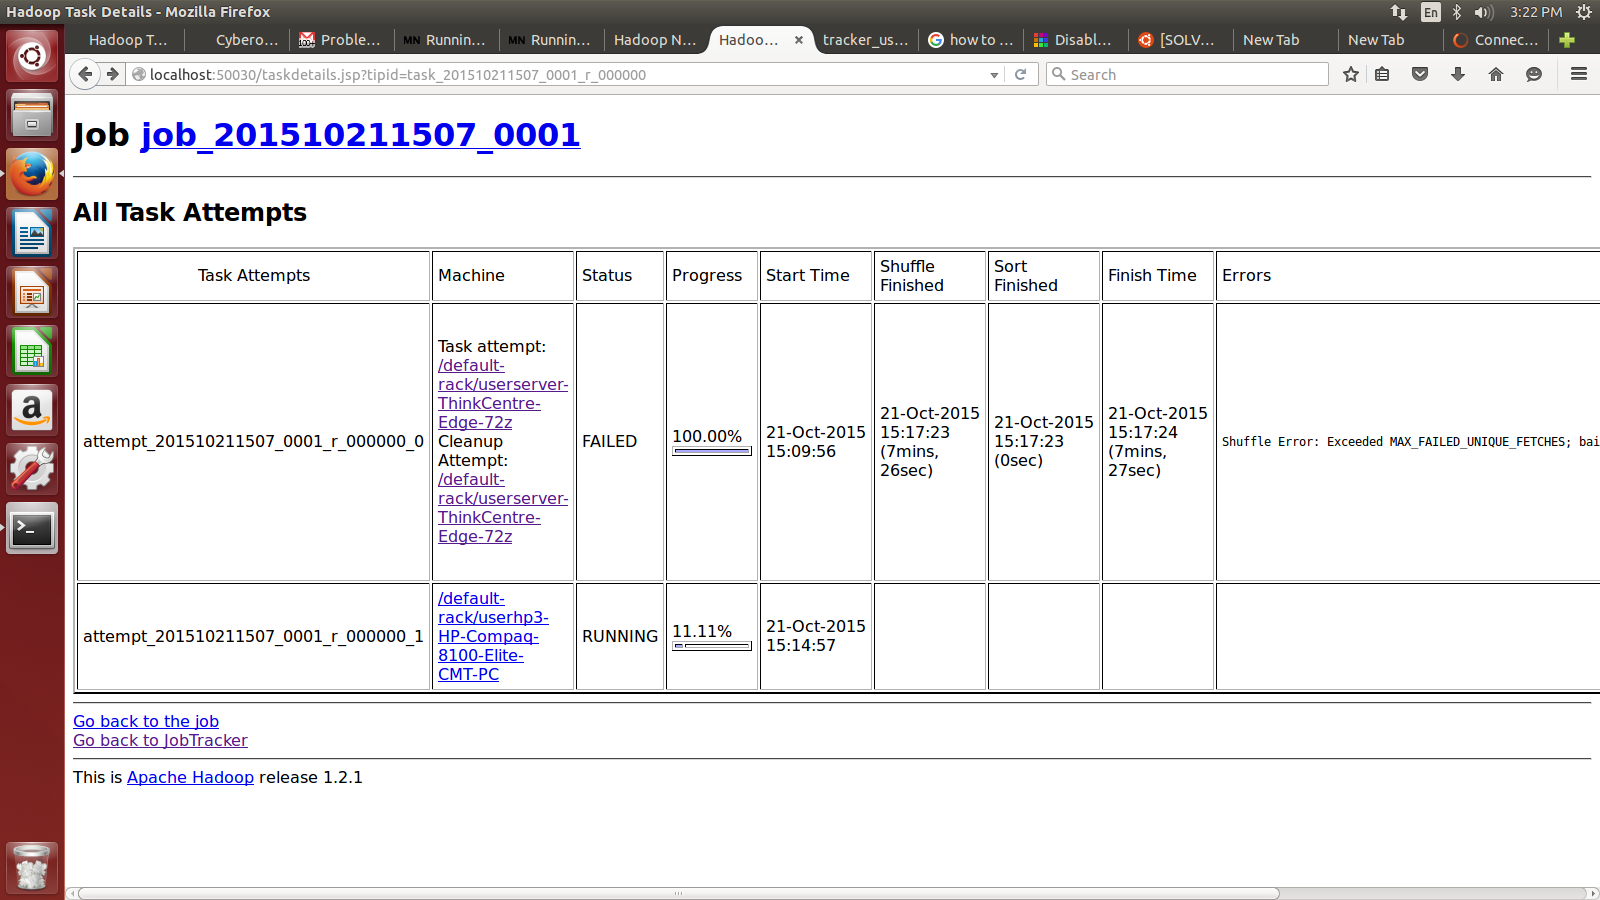 Hadoop Task Details - Mozilla Firefox
En
3:22 PM
Hadoop T...
Cybero...
100+
Proble...
MN Runnin...
MN Runnin...
Hadoop N...
Hadoo...
tracker_us...
how to ...
Disabl...
[SOLV...
New Tab
New Tab
Connec...
localhost:50030/taskdetails.jsp?tipid=task_201510211507_0001_r_000000
Search
Job job_201510211507_0001
All Task Attempts
Task Attempts
Machine
Status
Progress
Start Time
Shuffle
Finished
Sort
Finished
Finish Time
Errors
attempt_201510211507_0001_r_000000_0
Task attempt:
/default-
rack/userserver-
ThinkCentre-
Edge-72z
Cleanup
Attempt:
/default-
rack/userserver-
ThinkCentre-
Edge-72z
FAILED
100.00%
21-Oct-2015
15:09:56
21-Oct-2015
15:17:23
(7mins,
26sec)
21-Oct-2015
15:17:23
(0sec)
21-Oct-2015
15:17:24
(7mins,
27sec)
Shuffle Error: Exceeded MAX_FAILED_UNIQUE_FETCHES; bai
attempt_201510211507_0001_r_000000_1
/default-
rack/userhp3-
HP-Compaq-
8100-Elite-
CMT-PC
RUNNING
11.11%
21-Oct-2015
15:14:57
Go back to the job
Go back to JobTracker
This is Apache Hadoop release 1.2.1